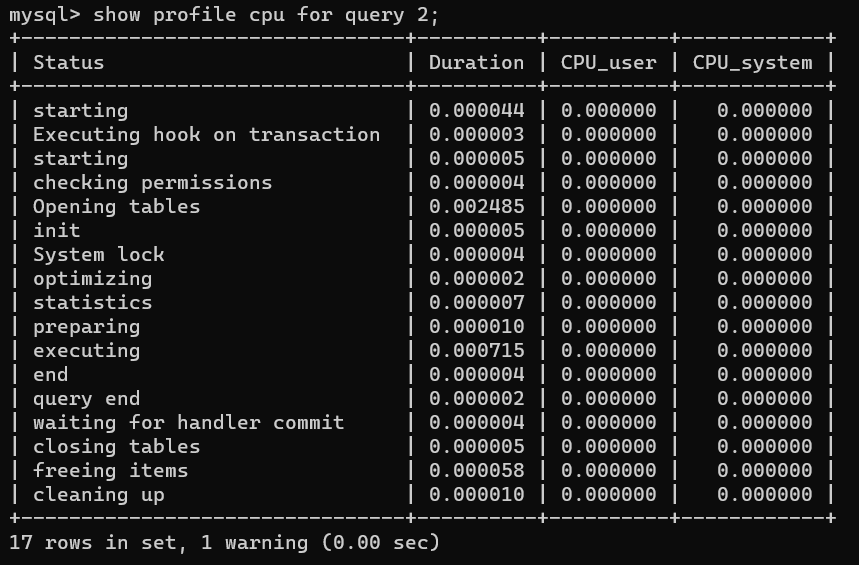 mysql> show profile cpu for query 2;
+--------------------------------+----------+----------+------------+
| Status                         | Duration | CPU_user | CPU_system |
+--------------------------------+----------+----------+------------+
| starting                       | 0.000044 | 0.000000 |   0.000000 |
| Executing hook on transaction  | 0.000003 | 0.000000 |   0.000000 |
| starting                       | 0.000005 | 0.000000 |   0.000000 |
| checking permissions           | 0.000004 | 0.000000 |   0.000000 |
| Opening tables                 | 0.002485 | 0.000000 |   0.000000 |
| init                           | 0.000005 | 0.000000 |   0.000000 |
| System lock                    | 0.000004 | 0.000000 |   0.000000 |
| optimizing                     | 0.000002 | 0.000000 |   0.000000 |
| statistics                     | 0.000007 | 0.000000 |   0.000000 |
| preparing                      | 0.000010 | 0.000000 |   0.000000 |
| executing                      | 0.000715 | 0.000000 |   0.000000 |
| end                            | 0.000004 | 0.000000 |   0.000000 |
| query end                      | 0.000002 | 0.000000 |   0.000000 |
| waiting for handler commit     | 0.000004 | 0.000000 |   0.000000 |
| closing tables                 | 0.000005 | 0.000000 |   0.000000 |
| freeing items                  | 0.000058 | 0.000000 |   0.000000 |
| cleaning up                    | 0.000010 | 0.000000 |   0.000000 |
+--------------------------------+----------+----------+------------+
17 rows in set, 1 warning (0.00 sec)